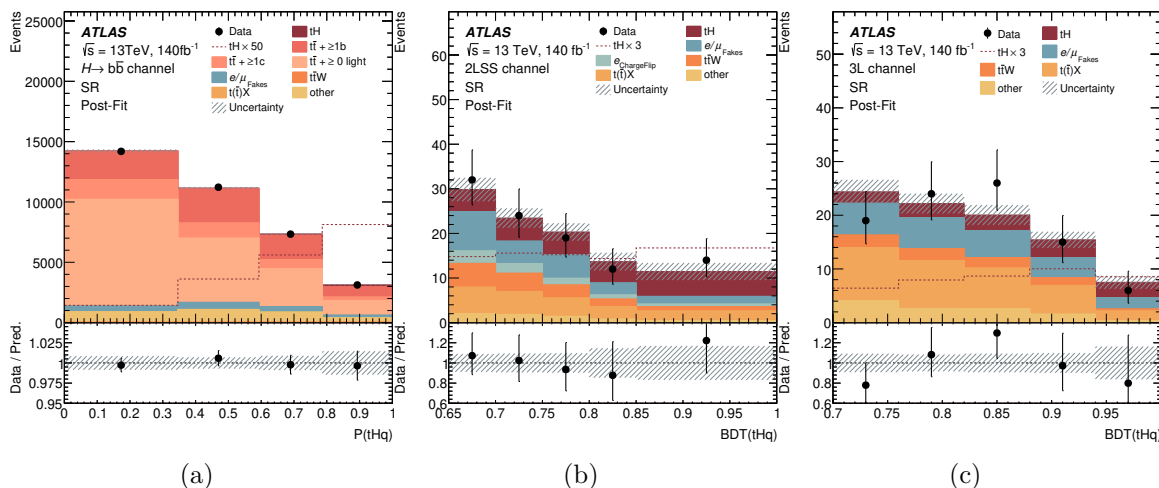 Events
25000
20000
15000
10000
5000
0
ATLAS
√s = 13TeV, 140fb⁻¹
H→ bb̄ channel
SR
Post-Fit
Data
tH × 50
tt̄ + ≥1c
e/μ Fakes
t(t̄)X
Uncertainty
tH
tt̄ + ≥1b
tt̄ + ≥ 0 light
tt̄W
other
Data / Pred.
1.025
1
0.975
0.95
0 0.1 0.2 0.3 0.4 0.5 0.6 0.7 0.8 0.9 1
P(tHq)
(a)
Events
60
50
40
30
20
10
0
ATLAS
√s = 13 TeV, 140 fb⁻¹
2LSS channel
SR
Post-Fit
Data
tH × 3
e ChargeFlip
t(t̄)X
Uncertainty
tH
e/μ Fakes
tt̄W
other
Data / Pred.
1.2
1
0.8
0.6
0.65 0.7 0.75 0.8 0.85 0.9 0.95 1
BDT(tHq)
(b)
Events
50
40
30
20
10
0
ATLAS
√s = 13 TeV, 140 fb⁻¹
3L channel
SR
Post-Fit
Data
tH × 3
tt̄W
other
tH
e/μ Fakes
t(t̄)X
Uncertainty
Data / Pred.
1.2
1
0.8
0.6
0.7 0.75 0.8 0.85 0.9 0.95 1
BDT(tHq)
(c)